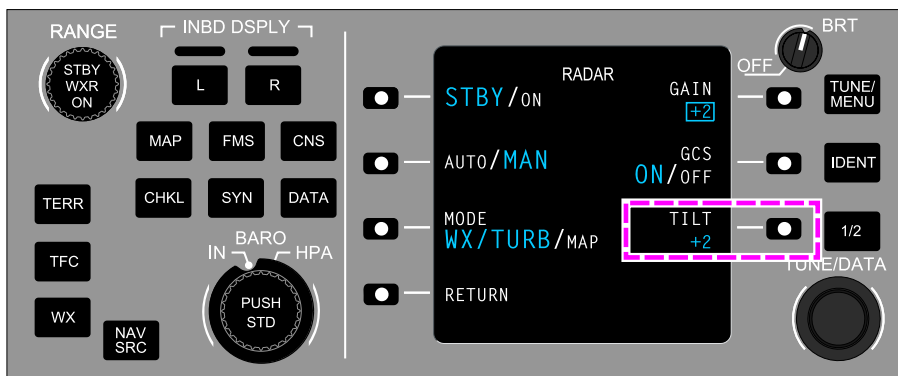 RANGE
STBY
WXR
ON
INBD DSPLY
L
R
MAP
FMS
CNS
CHKL
SYN
DATA
TERR
TFC
WX
NAV
SRC
BARO
IN
HPA
PUSH
STD
RADAR
STBY/ON
GAIN
+2
AUTO/MAN
GCS
ON/OFF
MODE
WX/TURB/MAP
TILT
+2
RETURN
BRT
OFF
TUNE/
MENU
IDENT
1/2
TUNE/DATA